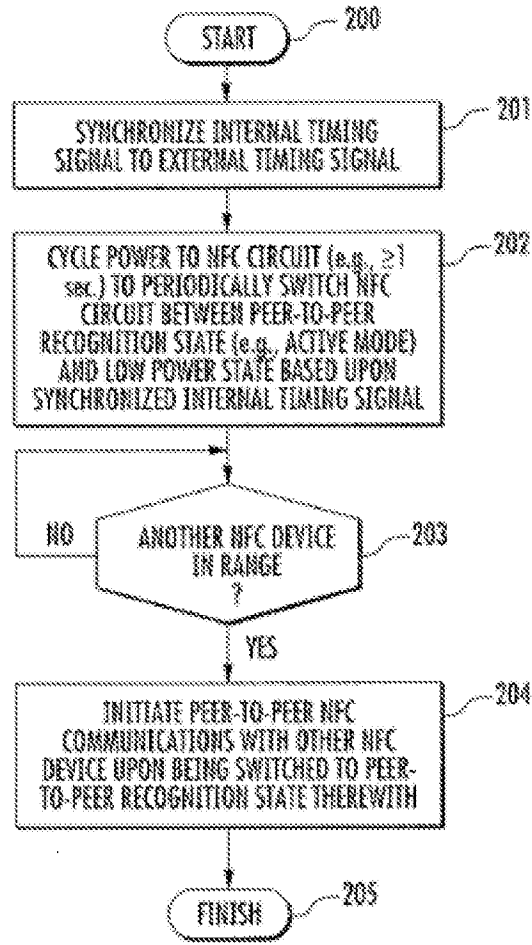 START
200
SYNCHRONIZE INTERNAL TIMING
SIGNAL TO EXTERNAL TIMING SIGNAL
201
CYCLE POWER TO NFC CIRCUIT (e.g., ≥1
sec.) TO PERIODICALLY SWITCH NFC
CIRCUIT BETWEEN PEER-TO-PEER
RECOGNITION STATE (e.g., ACTIVE MODE)
AND LOW POWER STATE BASED UPON
SYNCHRONIZED INTERNAL TIMING SIGNAL
202
NO
ANOTHER NFC DEVICE
IN RANGE
?
203
YES
INITIATE PEER-TO-PEER NFC
COMMUNICATIONS WITH OTHER NFC
DEVICE UPON BEING SWITCHED TO PEER-
TO-PEER RECOGNITION STATE THEREWITH
204
FINISH
205